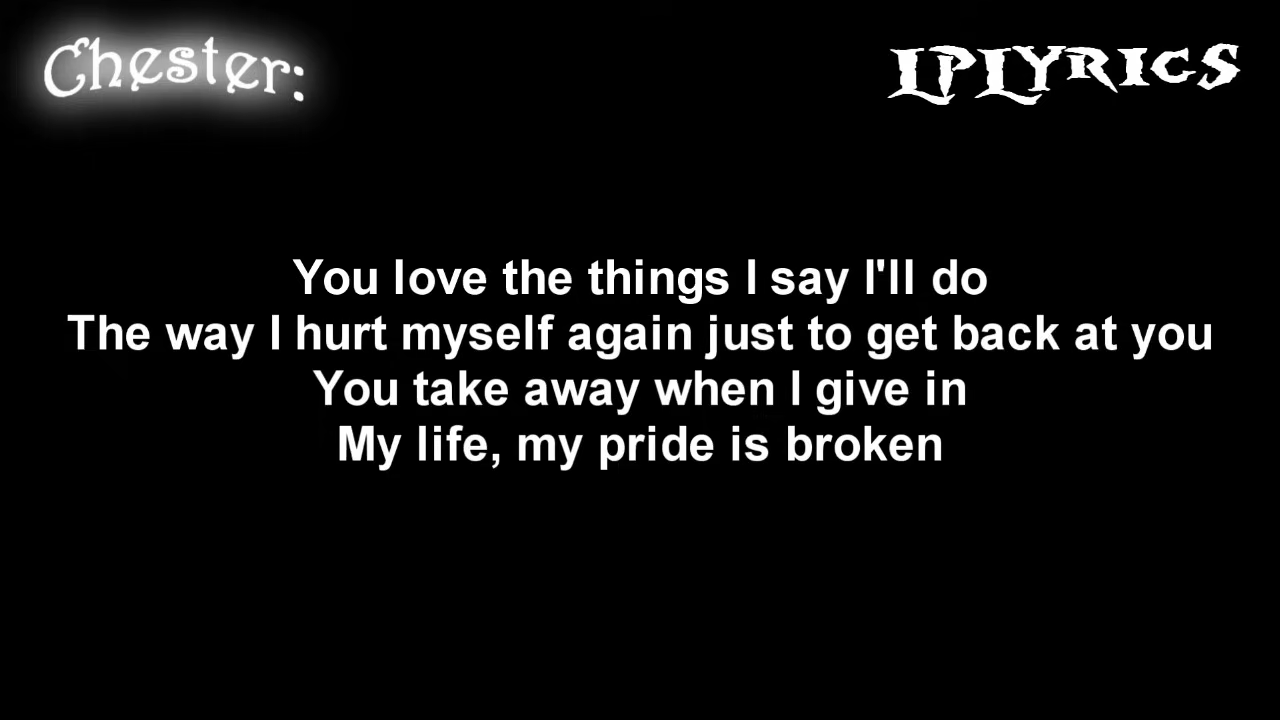 Chester:
LPLYRICS
You love the things I say I'll do
The way I hurt myself again just to get back at you
You take away when I give in
My life, my pride is broken